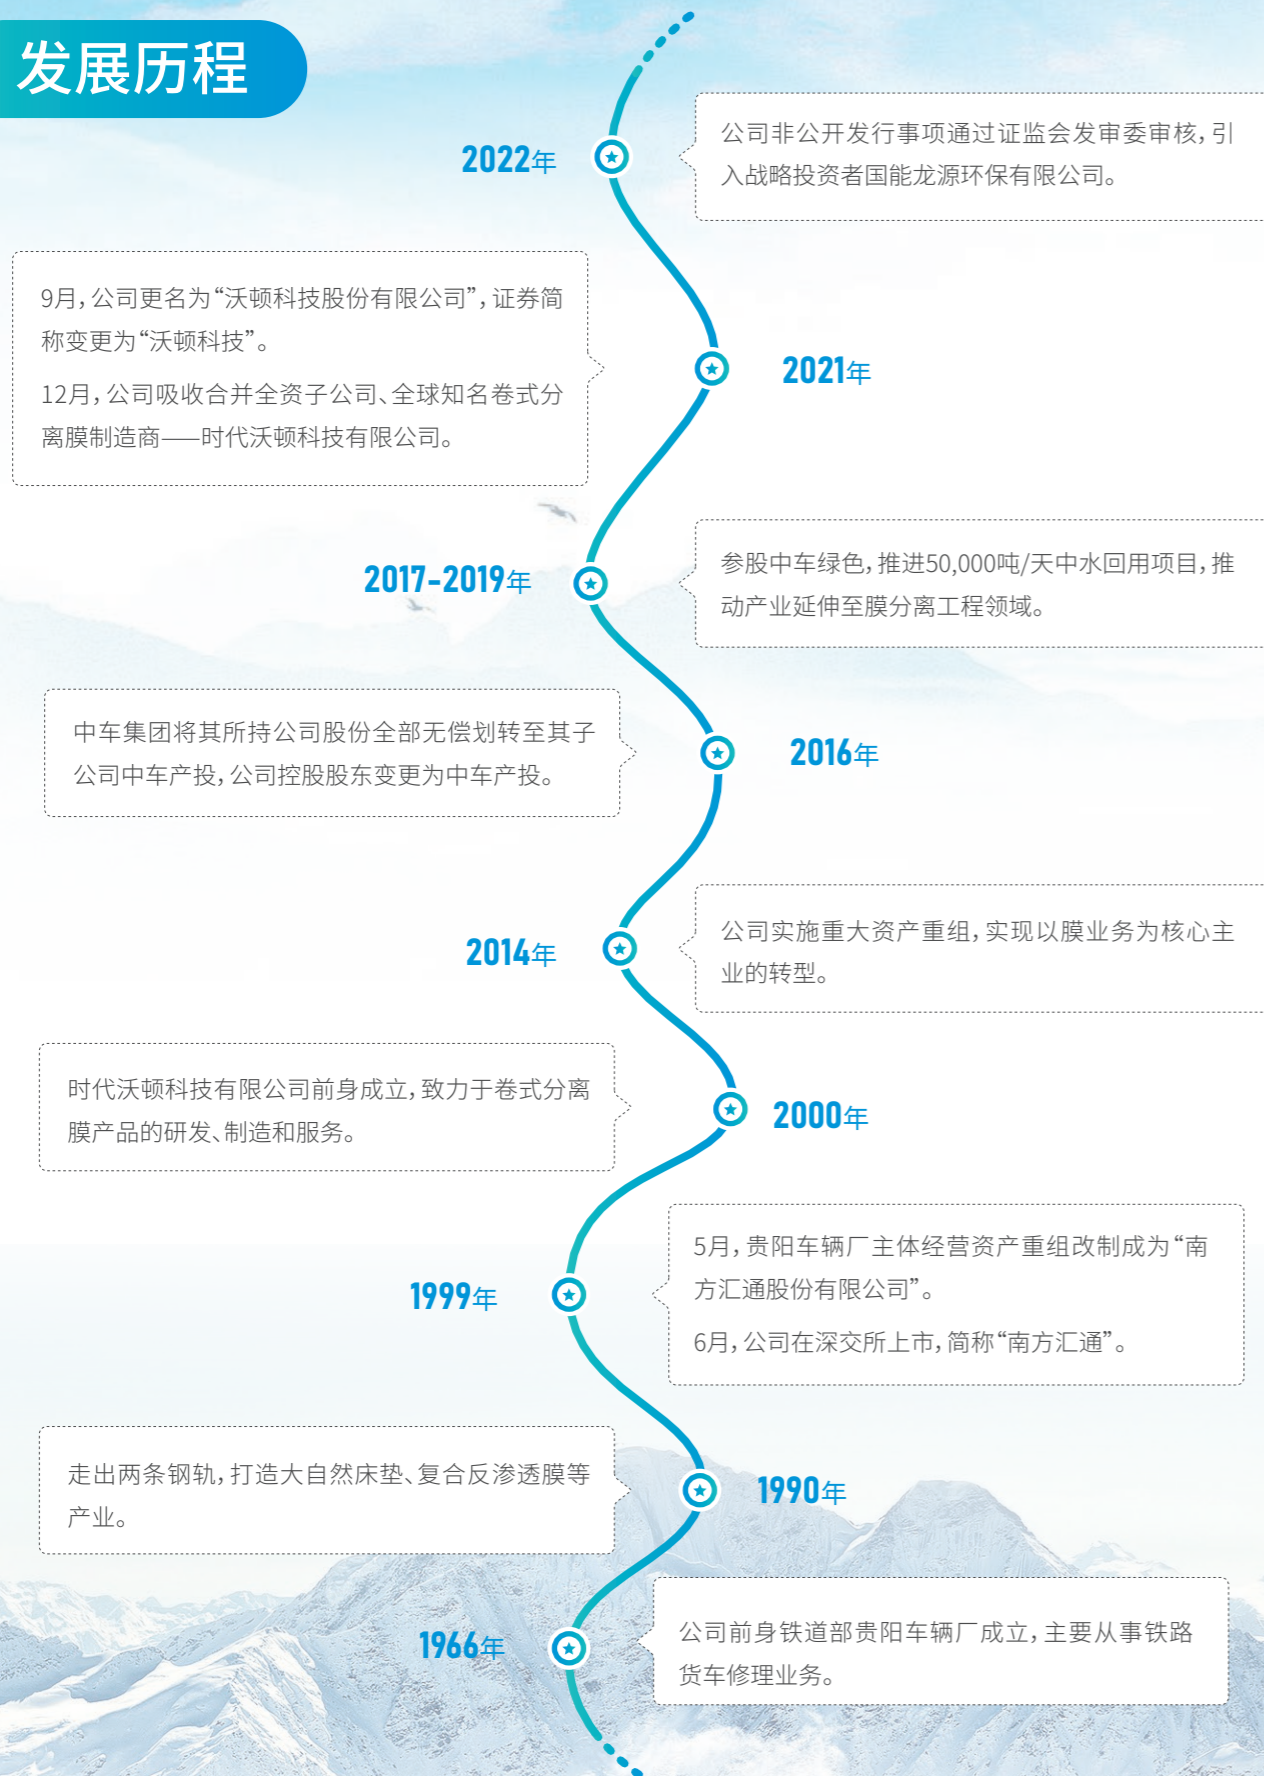 发展历程
2022年
公司非公开发行事项通过证监会发审委审核，引
入战略投资者国能龙源环保有限公司。
9月，公司更名为“沃顿科技股份有限公司”，证券简
称变更为“沃顿科技”。
12月，公司吸收合并全资子公司、全球知名卷式分
离膜制造商——时代沃顿科技有限公司。
2021年
2017-2019年
参股中车绿色，推进50,000吨/天中水回用项目，推
动产业延伸至膜分离工程领域。
中车集团将其所持公司股份全部无偿划转至其子
公司中车产投，公司控股股东变更为中车产投。
2016年
2014年
公司实施重大资产重组，实现以膜业务为核心主
业的转型。
时代沃顿科技有限公司前身成立，致力于卷式分离
膜产品的研发、制造和服务。
2000年
1999年
5月，贵阳车辆厂主体经营资产重组改制成为“南
方汇通股份有限公司”。
6月，公司在深交所上市，简称“南方汇通”。
走出两条钢轨，打造大自然床垫、复合反渗透膜等
产业。
1990年
1966年
公司前身铁道部贵阳车辆厂成立，主要从事铁路
货车修理业务。